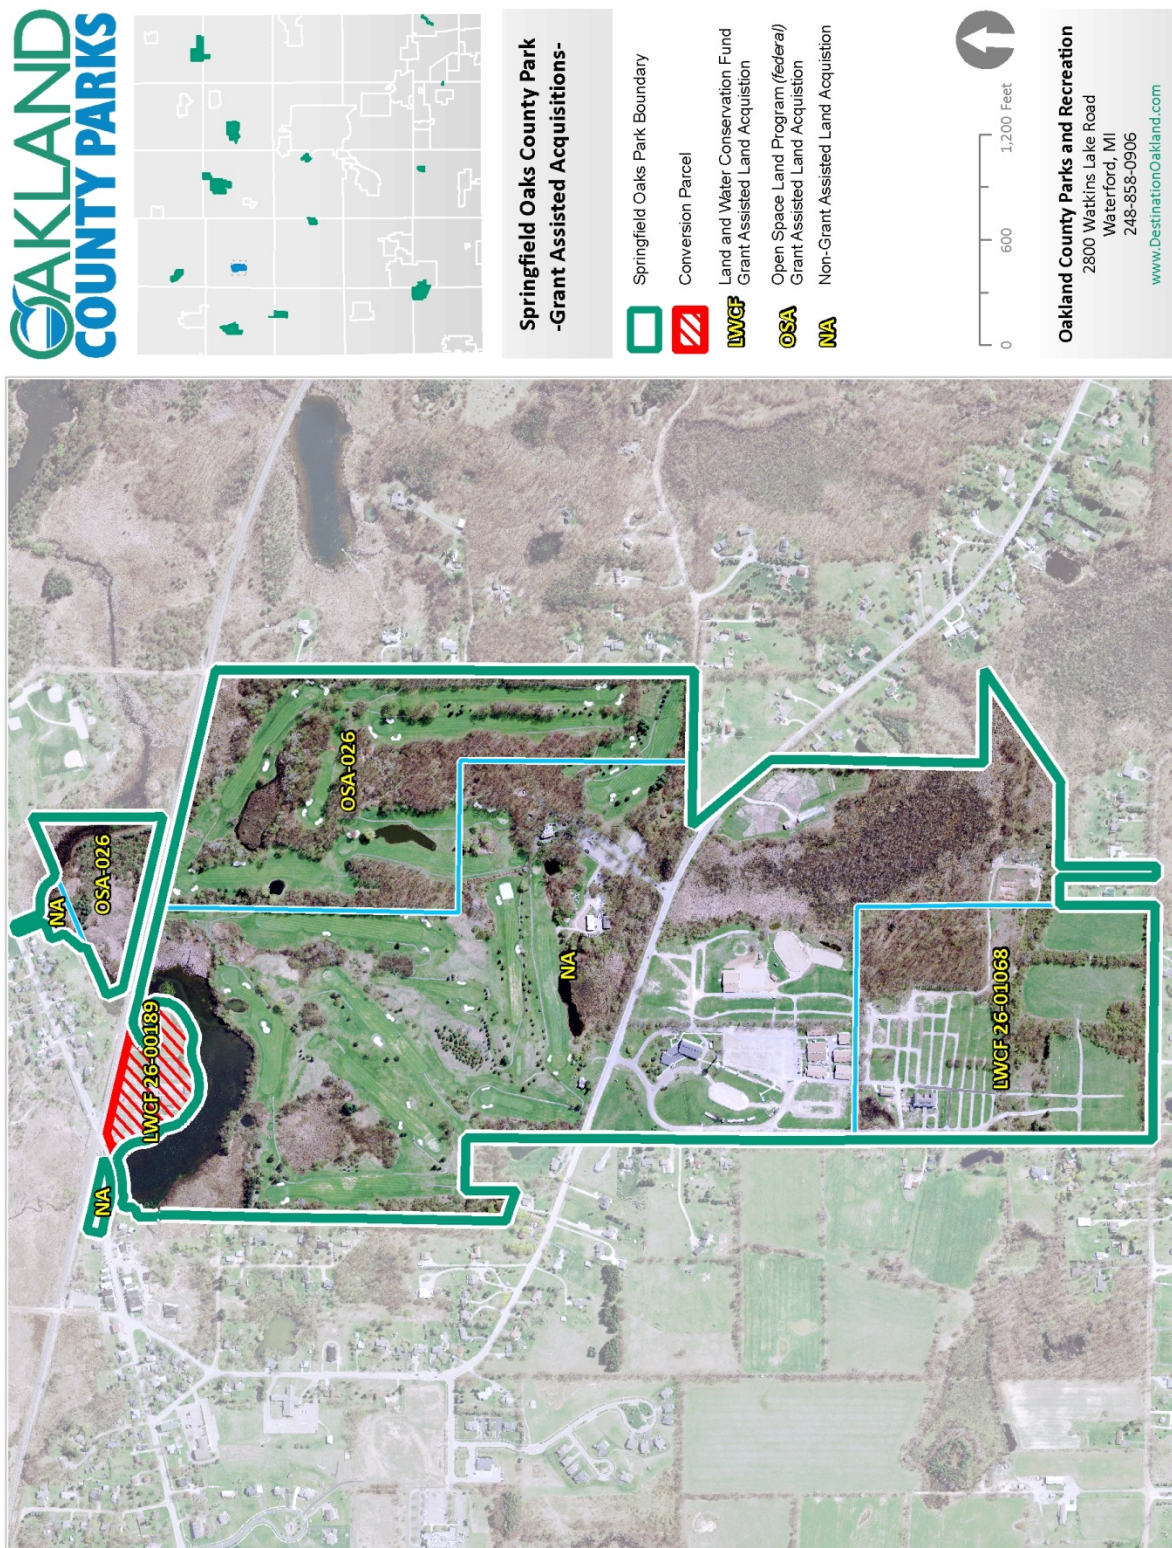 OAKLAND
COUNTY PARKS
Springfield Oaks County Park
-Grant Assisted Acquisitions-
Springfield Oaks Park Boundary
Conversion Parcel
LWCF
Land and Water Conservation Fund
Grant Assisted Land Acquisition
OSA
Open Space Land Program (federal)
Grant Assisted Land Acquistion
NA
Non-Grant Assisted Land Acquisition
0
600
1,200 Feet
Oakland County Parks and Recreation
2800 Watkins Lake Road
Waterford, MI
248-858-0906
www.DestinationOakland.com
NA
LWCF 26-00189
NA
OSA-026
OSA-026
NA
LWCF 26-01068